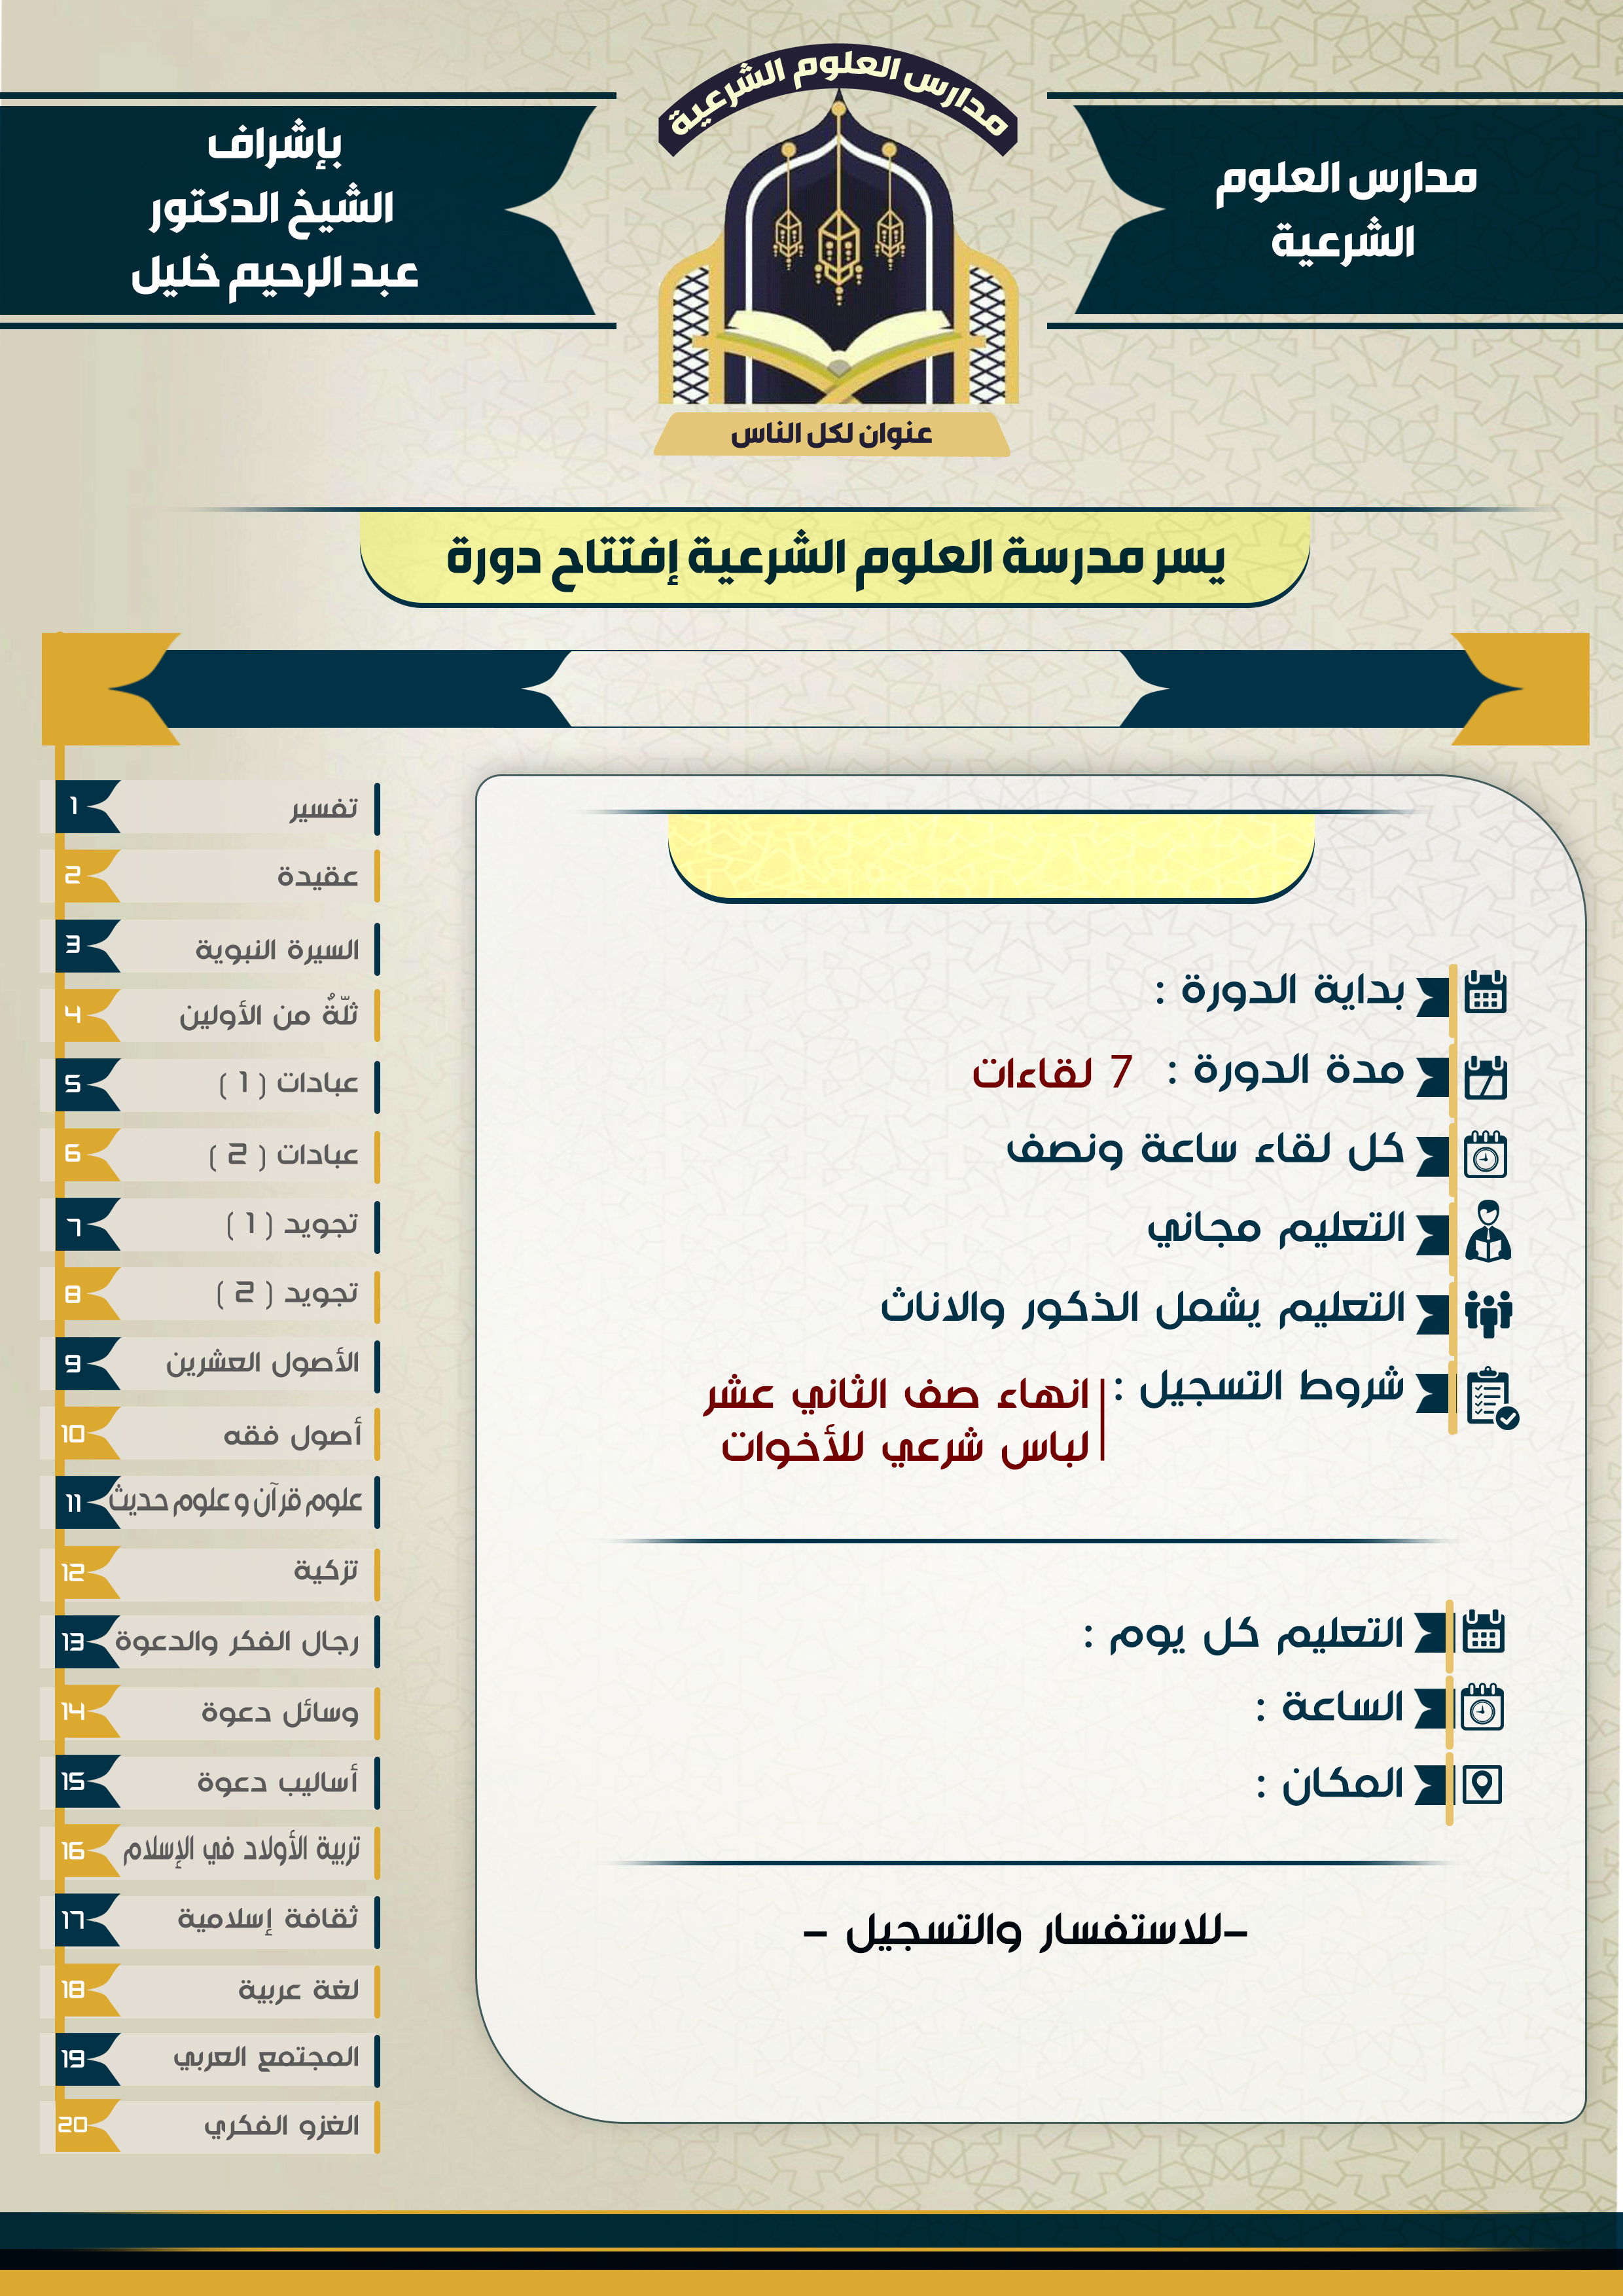 مدارس العلوم الشرعية
مدارس العلوم
الشرعية
بإشراف
الشيخ الدكتور
عبد الرحيم خليل
عنوان لكل الناس
يسر مدرسة العلوم الشرعية إفتتاح دورة
بداية الدورة :
مدة الدورة : 7 لقاءات
كل لقاء ساعة ونصف
التعليم مجاني
التعليم يشمل الذكور والاناث
شروط التسجيل : انهاء صف الثاني عشر
لباس شرعي للأخوات
التعليم كل يوم :
الساعة :
المكان :
-للاستفسار والتسجيل -
1 تفسير
2 عقيدة
3 السيرة النبوية
4 ثلّةٌ من الأولين
5 عبادات ( 1 )
6 عبادات ( 2 )
7 تجويد ( 1 )
8 تجويد ( 2 )
9 الأصول العشرين
10 أصول فقه
11 علوم قرآن و علوم حديث
12 تزكية
13 رجال الفكر والدعوة
14 وسائل دعوة
15 أساليب دعوة
16 تربية الأولاد في الإسلام
17 ثقافة إسلامية
18 لغة عربية
19 المجتمع العربي
20 الغزو الفكري